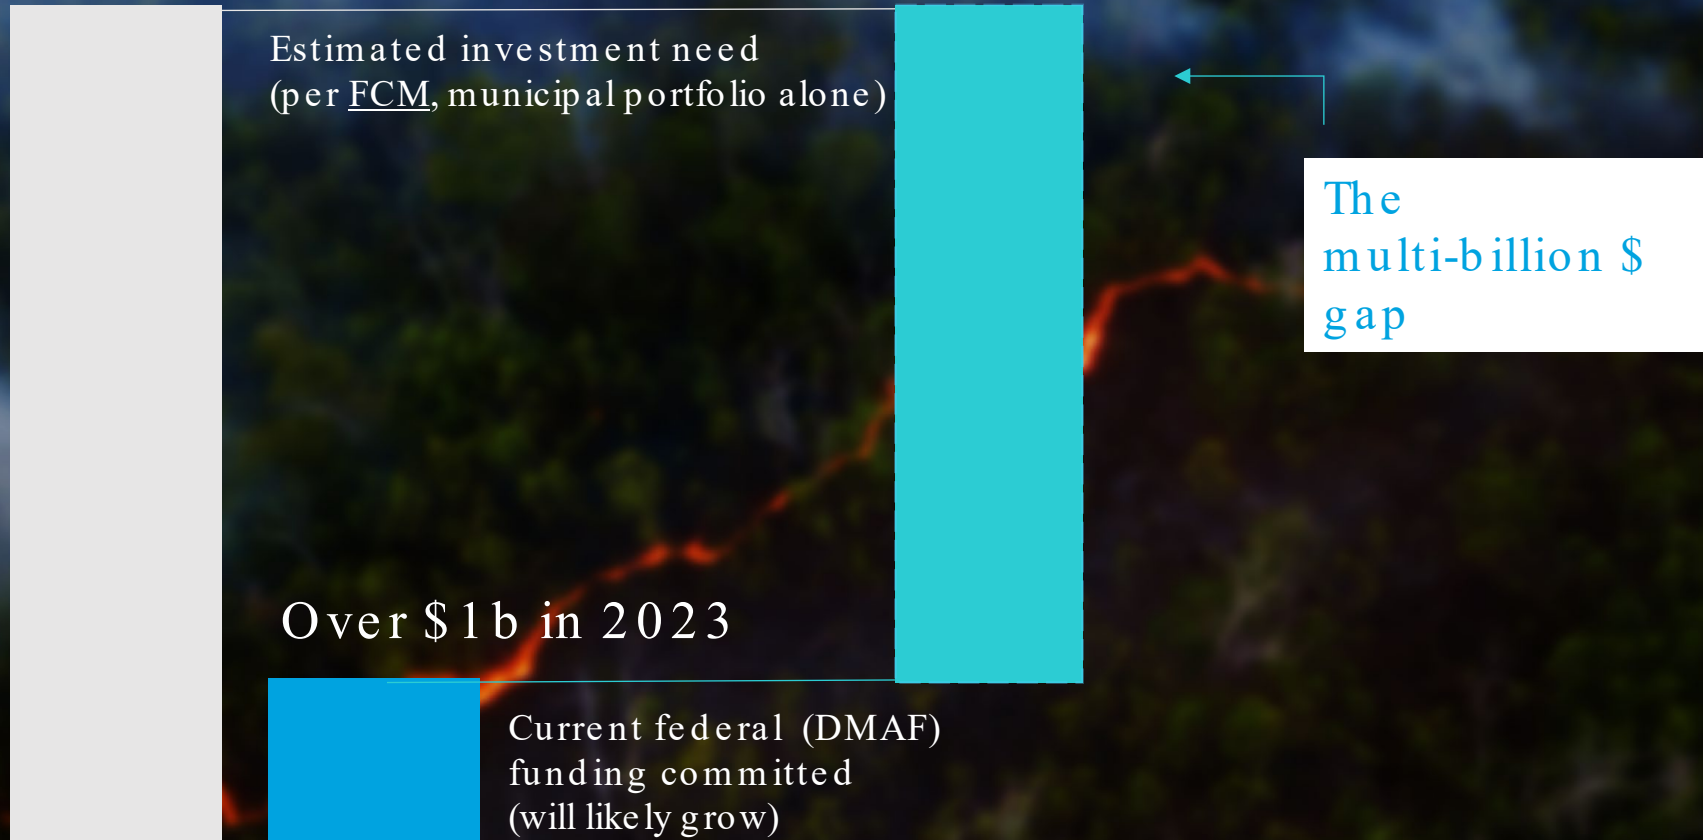 Estimated investment need
(per FCM, municipal portfolio alone)
The
multi-billion $
gap
Over $1b in 2023
Current federal (DMAF)
funding committed
(will likely grow)